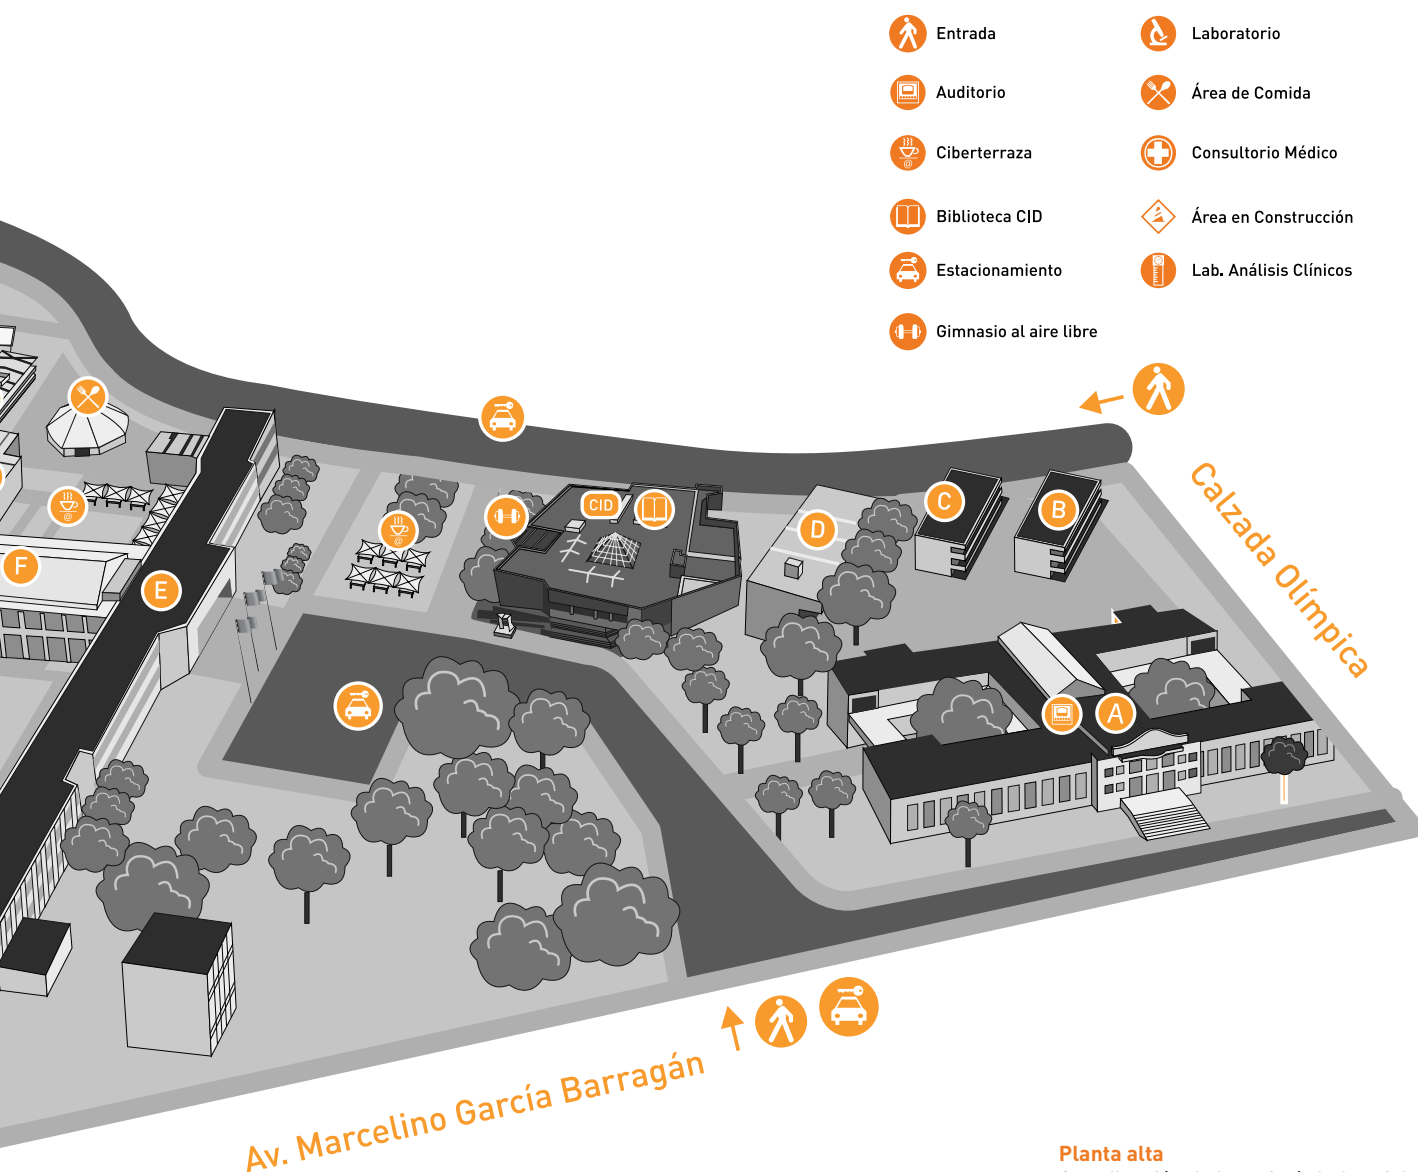 Entrada
Laboratorio
Auditorio
Área de Comida
Ciberterraza
@
Consultorio Médico
Biblioteca CID
Área en Construcción
Estacionamiento
Lab. Análisis Clínicos
Gimnasio al aire libre
Calzada Olímpica
CID
C
B
D
@
@
F
E
A
Av. Marcelino García Barragán
Planta alta